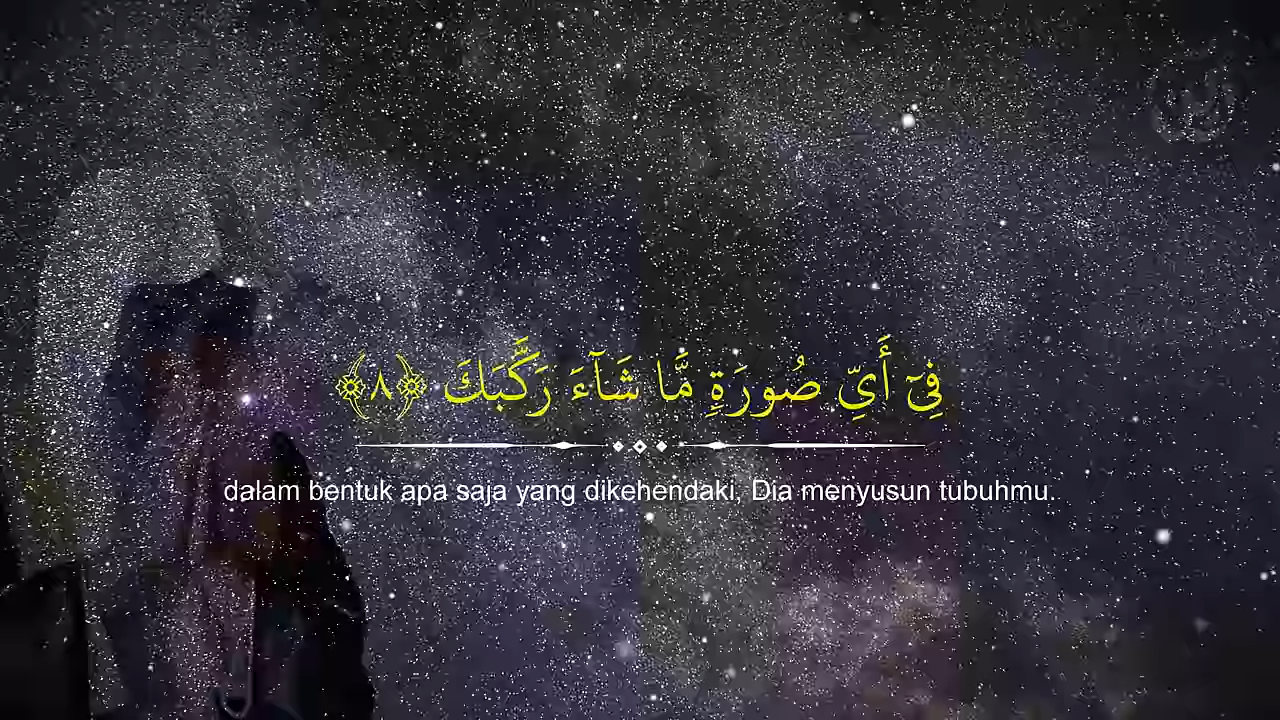 فِىٓ أَىِّ صُورَةٍ مَّا شَآءَ رَكَّبَكَ ﴿٨﴾
dalam bentuk apa saja yang dikehendaki, Dia menyusun tubuhmu.